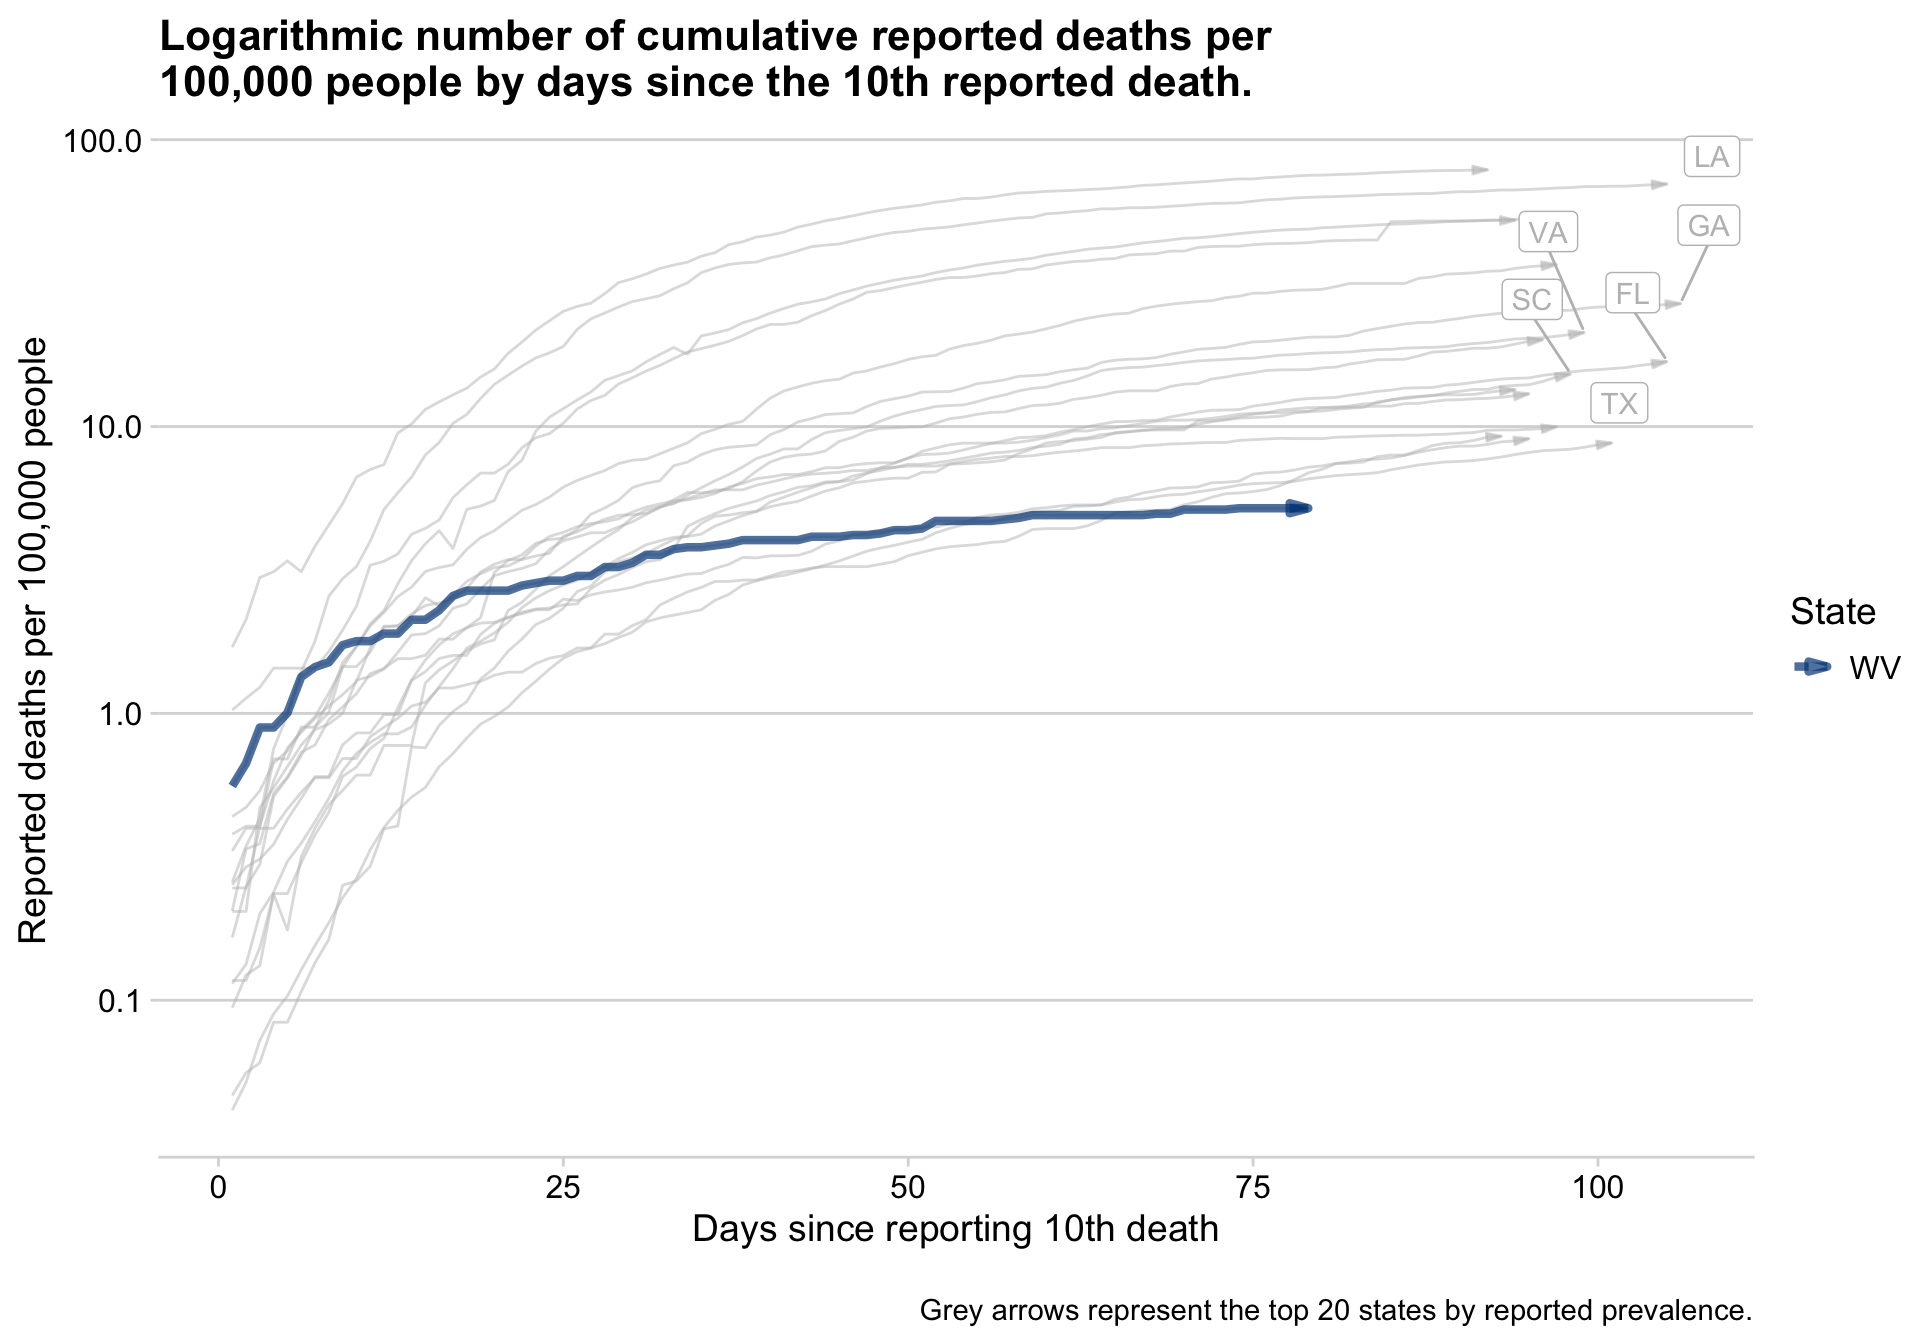 Logarithmic number of cumulative reported deaths per
100,000 people by days since the 10th reported death.
100.0
10.0
1.0
0.1
Reported deaths per 100,000 people
LA
GA
VA
FL
SC
TX
State
WV
0
25
50
75
100
Days since reporting 10th death
Grey arrows represent the top 20 states by reported prevalence.